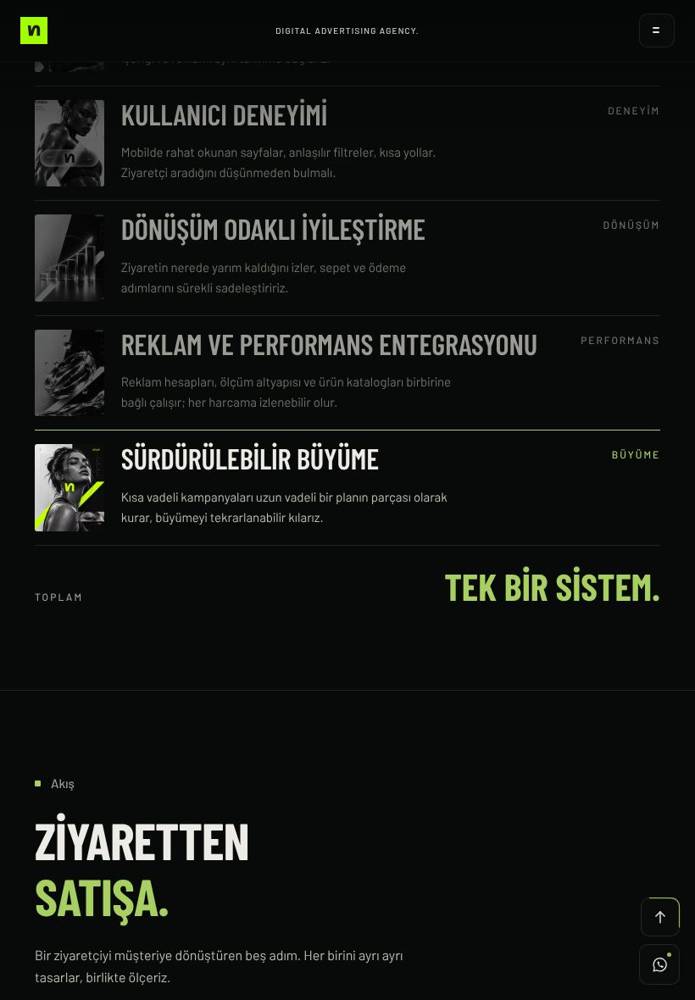 DIGITAL ADVERTISING AGENCY.
KULLANICI DENEYİMİ
DENEYİM
Mobilde rahat okunan sayfalar, anlaşılır filtreler, kısa yollar.
Ziyaretçi aradığını düşünmeden bulmalı.
DÖNÜŞÜM ODAKLI İYİLEŞTİRME
DÖNÜŞÜM
Ziyaretin nerede yarım kaldığını izler, sepet ve ödeme
adımlarını sürekli sadeleştiririz.
REKLAM VE PERFORMANS ENTEGRASYONU
PERFORMANS
Reklam hesapları, ölçüm altyapısı ve ürün katalogları birbirine
bağlı çalışır; her harcama izlenebilir olur.
SÜRDÜRÜLEBİLİR BÜYÜME
BÜYÜME
Kısa vadeli kampanyaları uzun vadeli bir planın parçası olarak
kurar, büyümeyi tekrarlanabilir kılarız.
TOPLAM
TEK BİR SİSTEM.
Akış
ZİYARETTEN
SATIŞA.
Bir ziyaretçiyi müşteriye dönüştüren beş adım. Her birini ayrı ayrı
tasarlar, birlikte ölçeriz.